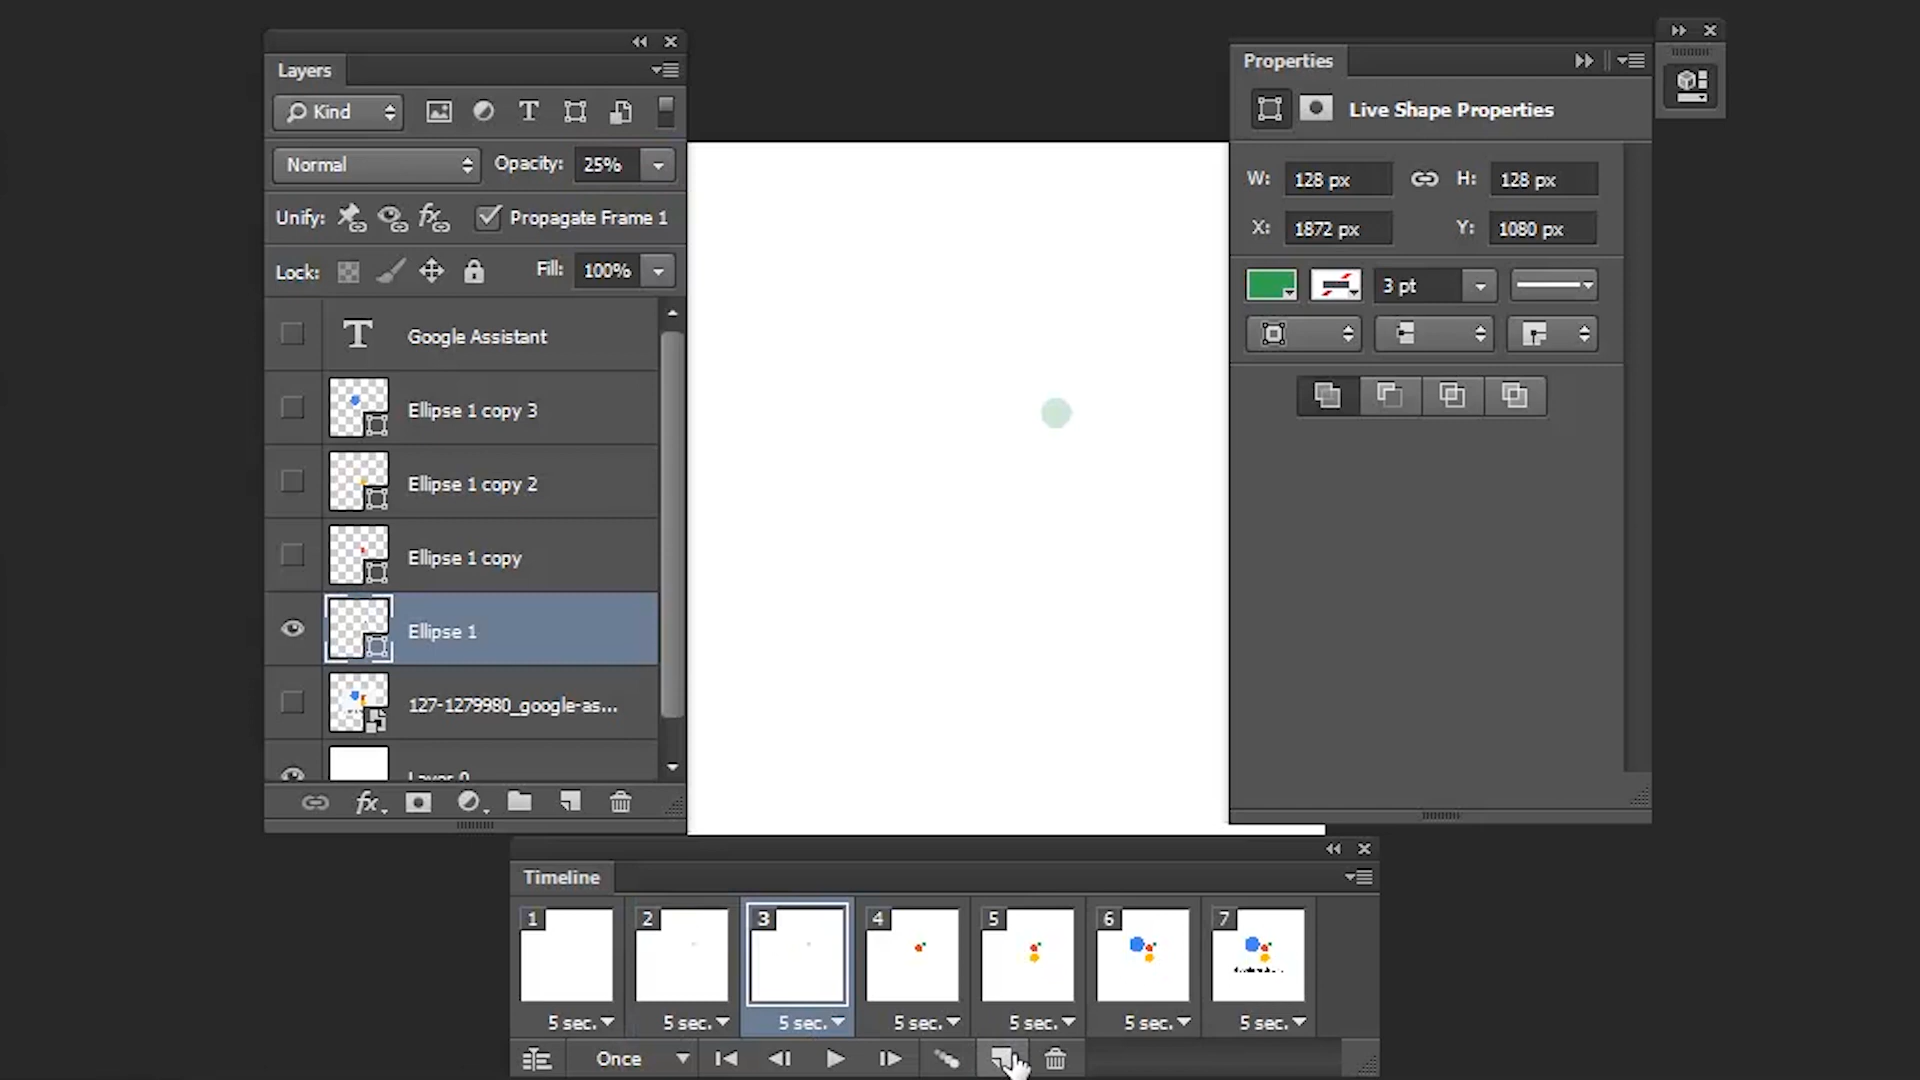 Layers
Kind
Normal
Opacity: 25%
Unify:
Propagate Frame 1
Lock:
Fill: 100%
T Google Assistant
Ellipse 1 copy 3
Ellipse 1 copy 2
Ellipse 1 copy
Ellipse 1
127-1279980_google-as...
Layer 0
fx
Properties
Live Shape Properties
W: 128 px H: 128 px
X: 1872 px Y: 1080 px
3 pt
Timeline
1 2 3 4 5 6 7
5 sec. 5 sec. 5 sec. 5 sec. 5 sec. 5 sec. 5 sec.
Once